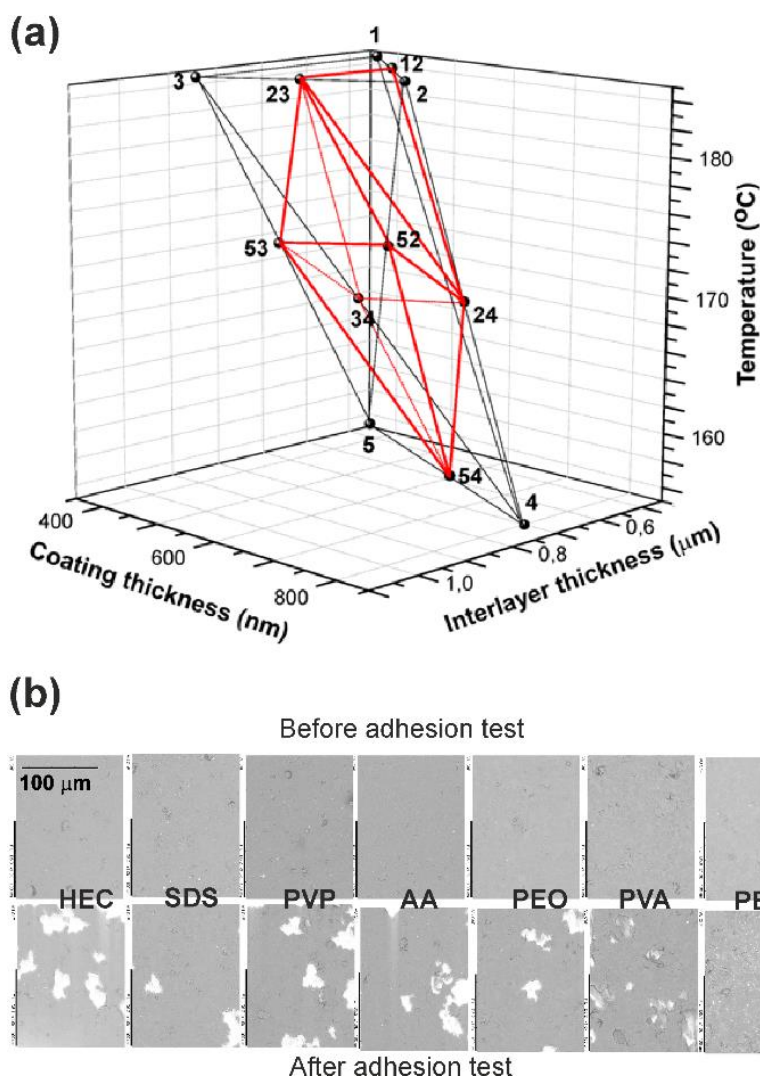 (a)
1
12
3
23
2
180
53
52
24
34
170
5
54
4
160
Temperature (ºC)
400
600
800
Coating thickness (nm)
1,0
0,8
0,6
Interlayer thickness (μm)
(b)
Before adhesion test
100 μm
HEC SDS PVP AA PEO PVA PE
After adhesion test